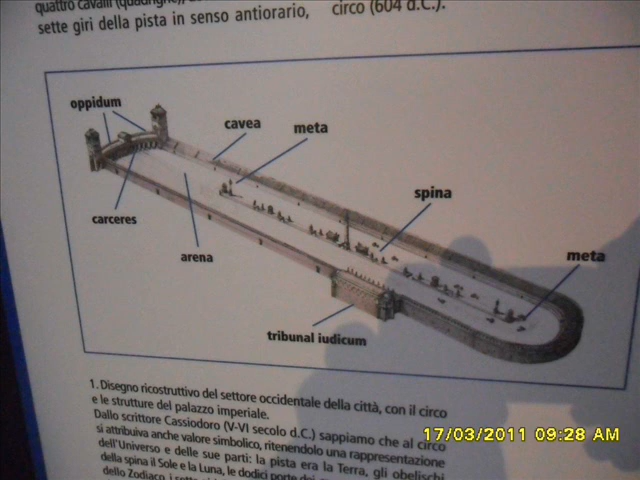 quattro cavalli (quadrighe),
sette giri della pista in senso antiorario,
circo (604 d.C.).
oppidum
cavea
meta
spina
carceres
arena
meta
tribunal iudicum
1. Disegno ricostruttivo del settore occidentale della città, con il circo
e le strutture del palazzo imperiale.
Dallo scrittore Cassiodoro (V-VI secolo d.C.) sappiamo che al circo
si attribuiva anche valore simbolico, ritenendolo una rappresentazione
dell'Universo e delle sue parti: la pista era la Terra, gli obelischi
della spina il Sole e la Luna, le dodici porte dei
dello Zodiaco, i sette
17/03/2011 09:28 AM